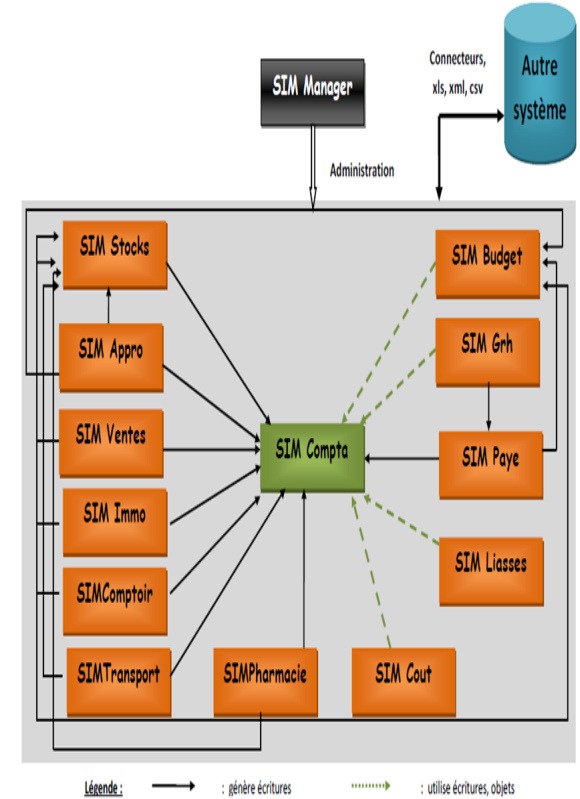 Connecteurs,
xls, xml, csv
Autre
système
SIM Manager
Administration
SIM Stocks
SIM Budget
SIM Appro
SIM Grh
SIM Ventes
SIM Compta
SIM Paye
SIM Immo
SIM Liasses
SIMComptoir
SIMTransport
SIMPharmacie
SIM Cout
Légende :
: génère écritures
: utilise écritures, objets